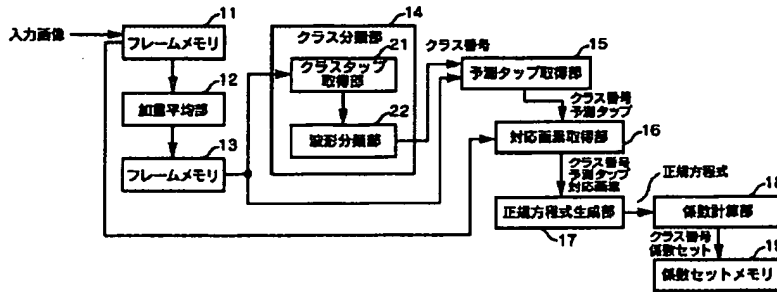 入力画像
11
フレームメモリ
12
加重平均部
13
フレームメモリ
14
クラス分類部
21
クラスタップ
取得部
22
波形分類部
クラス番号
15
予測タップ取得部
クラス番号
予測タップ
対応画素取得部
16
クラス番号
予測タップ
対応画素
正規方程式
正規方程式生成部
17
18
係数計算部
クラス番号
係数セット
19
係数セットメモリ